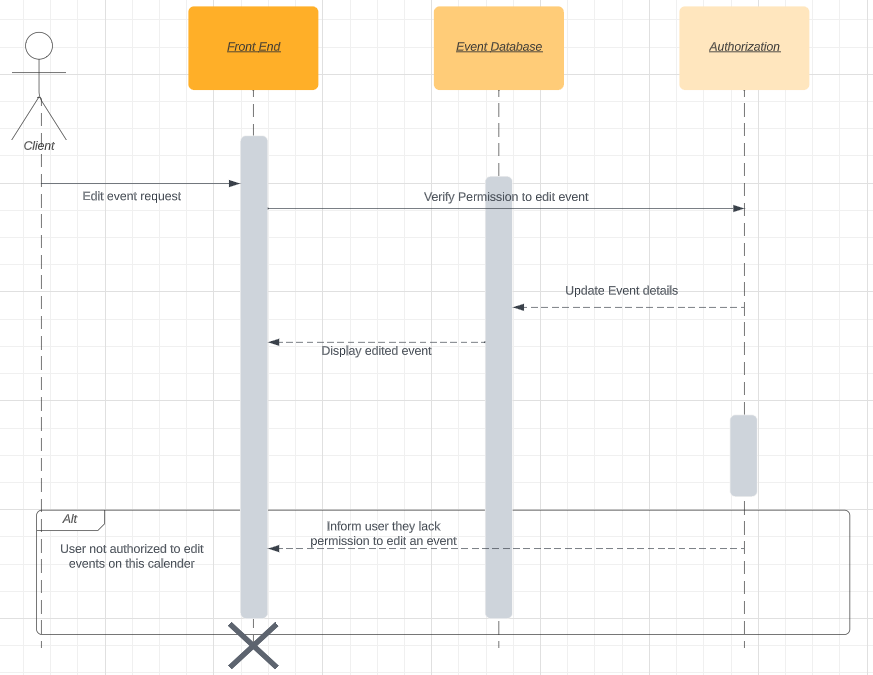 Front End
Event Database
Authorization
Client
Edit event request
Verify Permission to edit event
Update Event details
Display edited event
Alt
Inform user they lack
permission to edit an event
User not authorized to edit
events on this calender